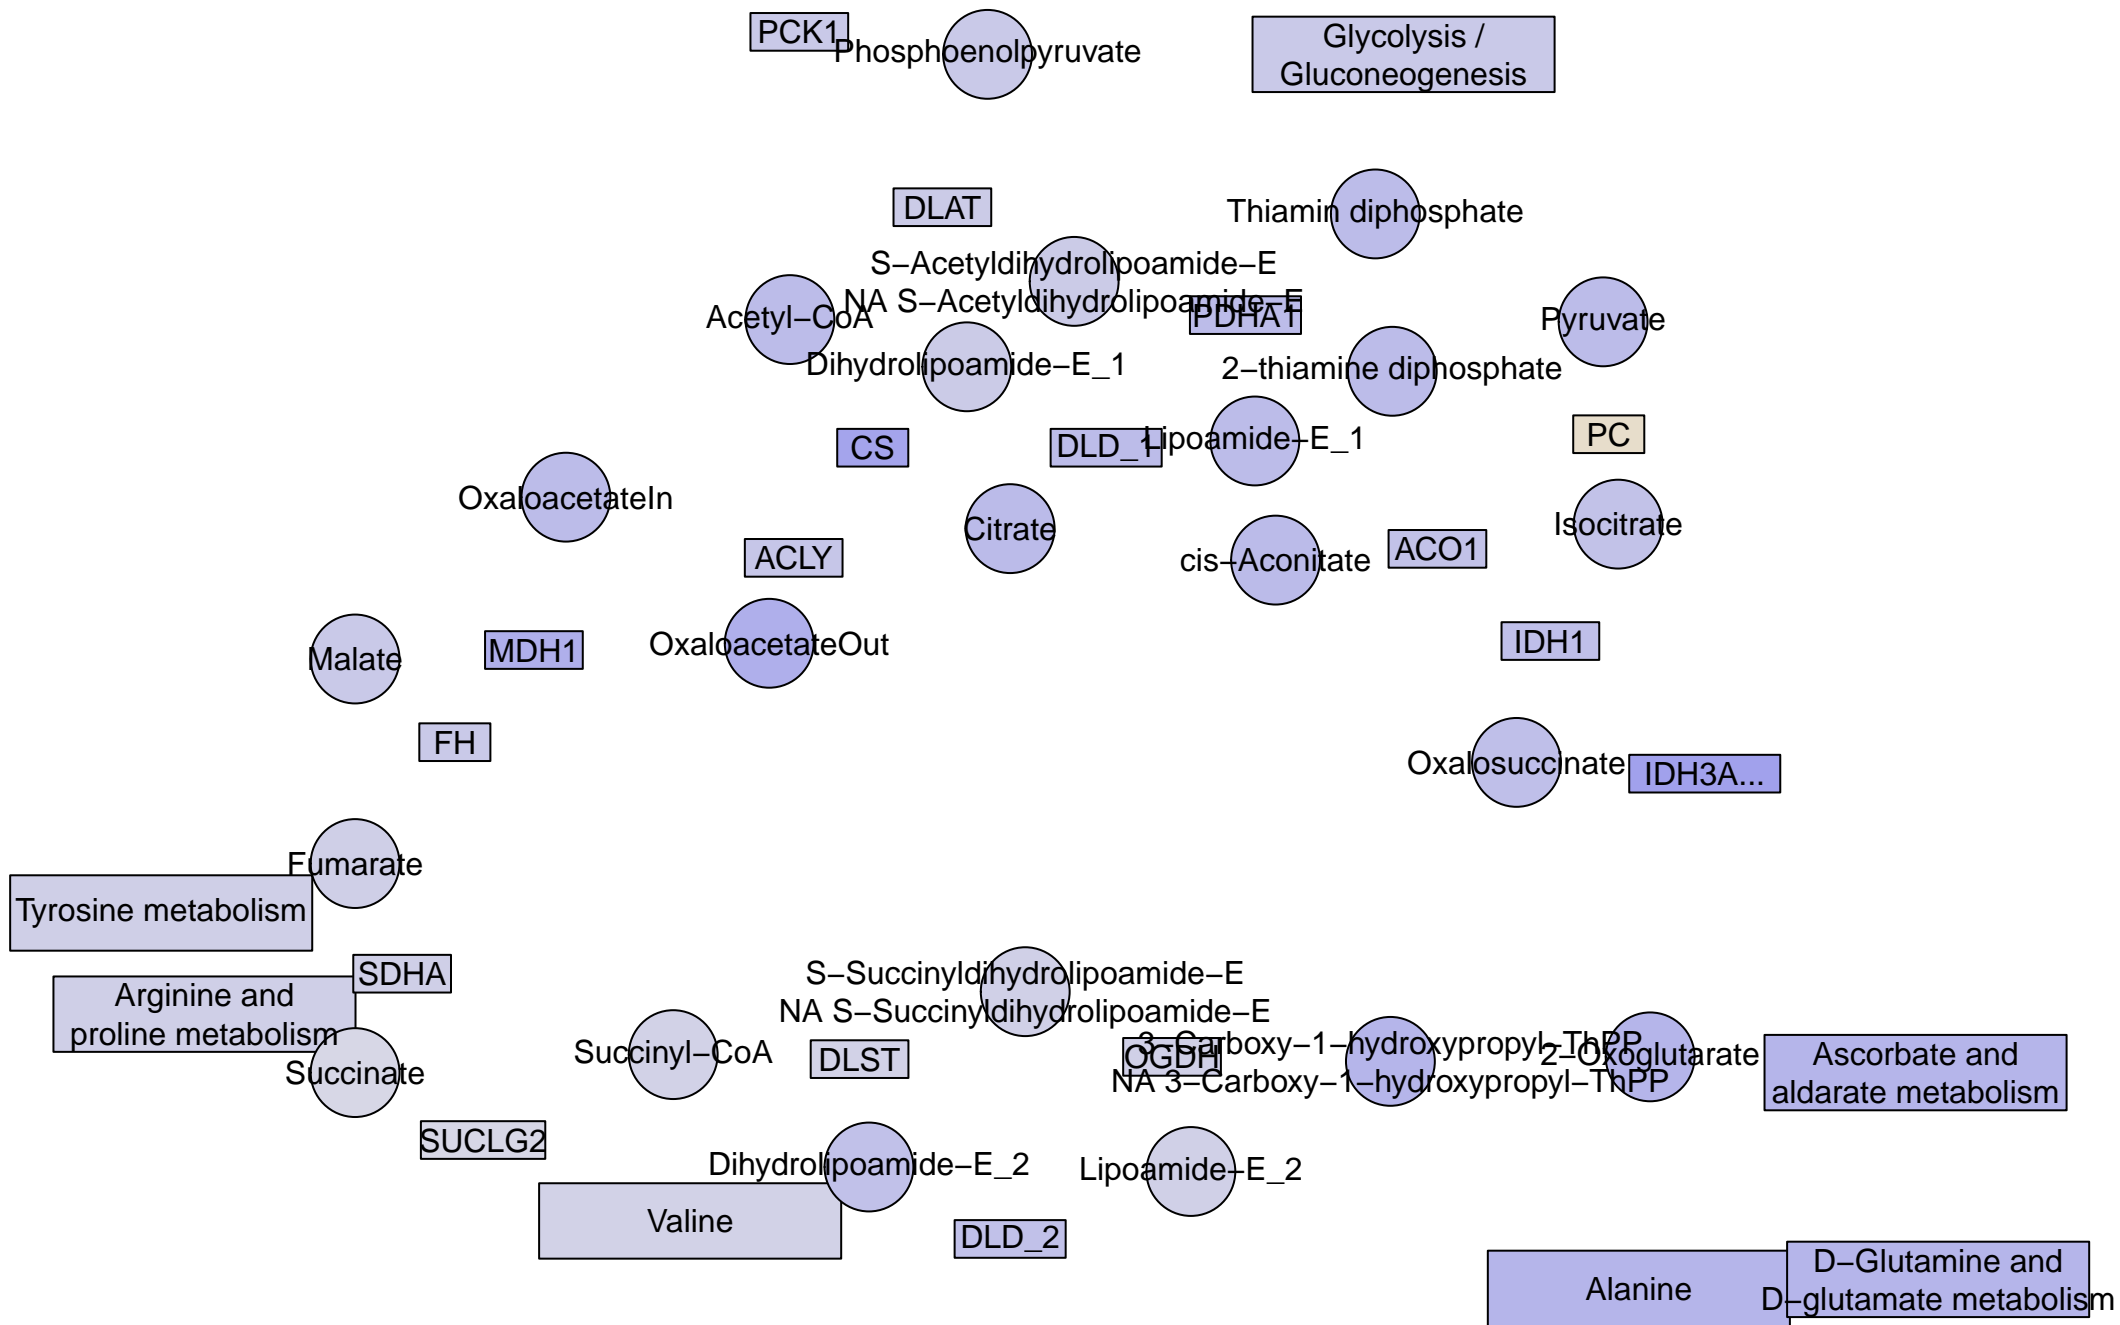 PCK1
Phosphoenolpyruvate
Glycolysis /
Gluconeogenesis
DLAT
Thiamin diphosphate
S−Acetyldihydrolipoamide−E
NA S−Acetyldihydrolipoamide−E
Acetyl−CoA
PDHA1
Pyruvate
Dihydrolipoamide−E_1
2−thiamine diphosphate
CS
DLD_1
Lipoamide−E_1
PC
OxaloacetateIn
Citrate
Isocitrate
ACLY
cis−Aconitate
ACO1
Malate
MDH1
OxaloacetateOut
IDH1
FH
Oxalosuccinate
IDH3A...
Fumarate
Tyrosine metabolism
SDHA
Arginine and
proline metabolism
S−Succinyldihydrolipoamide−E
NA S−Succinyldihydrolipoamide−E
Succinate
Succinyl−CoA
DLST
OGDH
3−Carboxy−1−hydroxypropyl−ThPP
NA 3−Carboxy−1−hydroxypropyl−ThPP
2−Oxoglutarate
Ascorbate and
aldarate metabolism
SUCLG2
Dihydrolipoamide−E_2
Lipoamide−E_2
Valine
DLD_2
Alanine
D−Glutamine and
D−glutamate metabolism